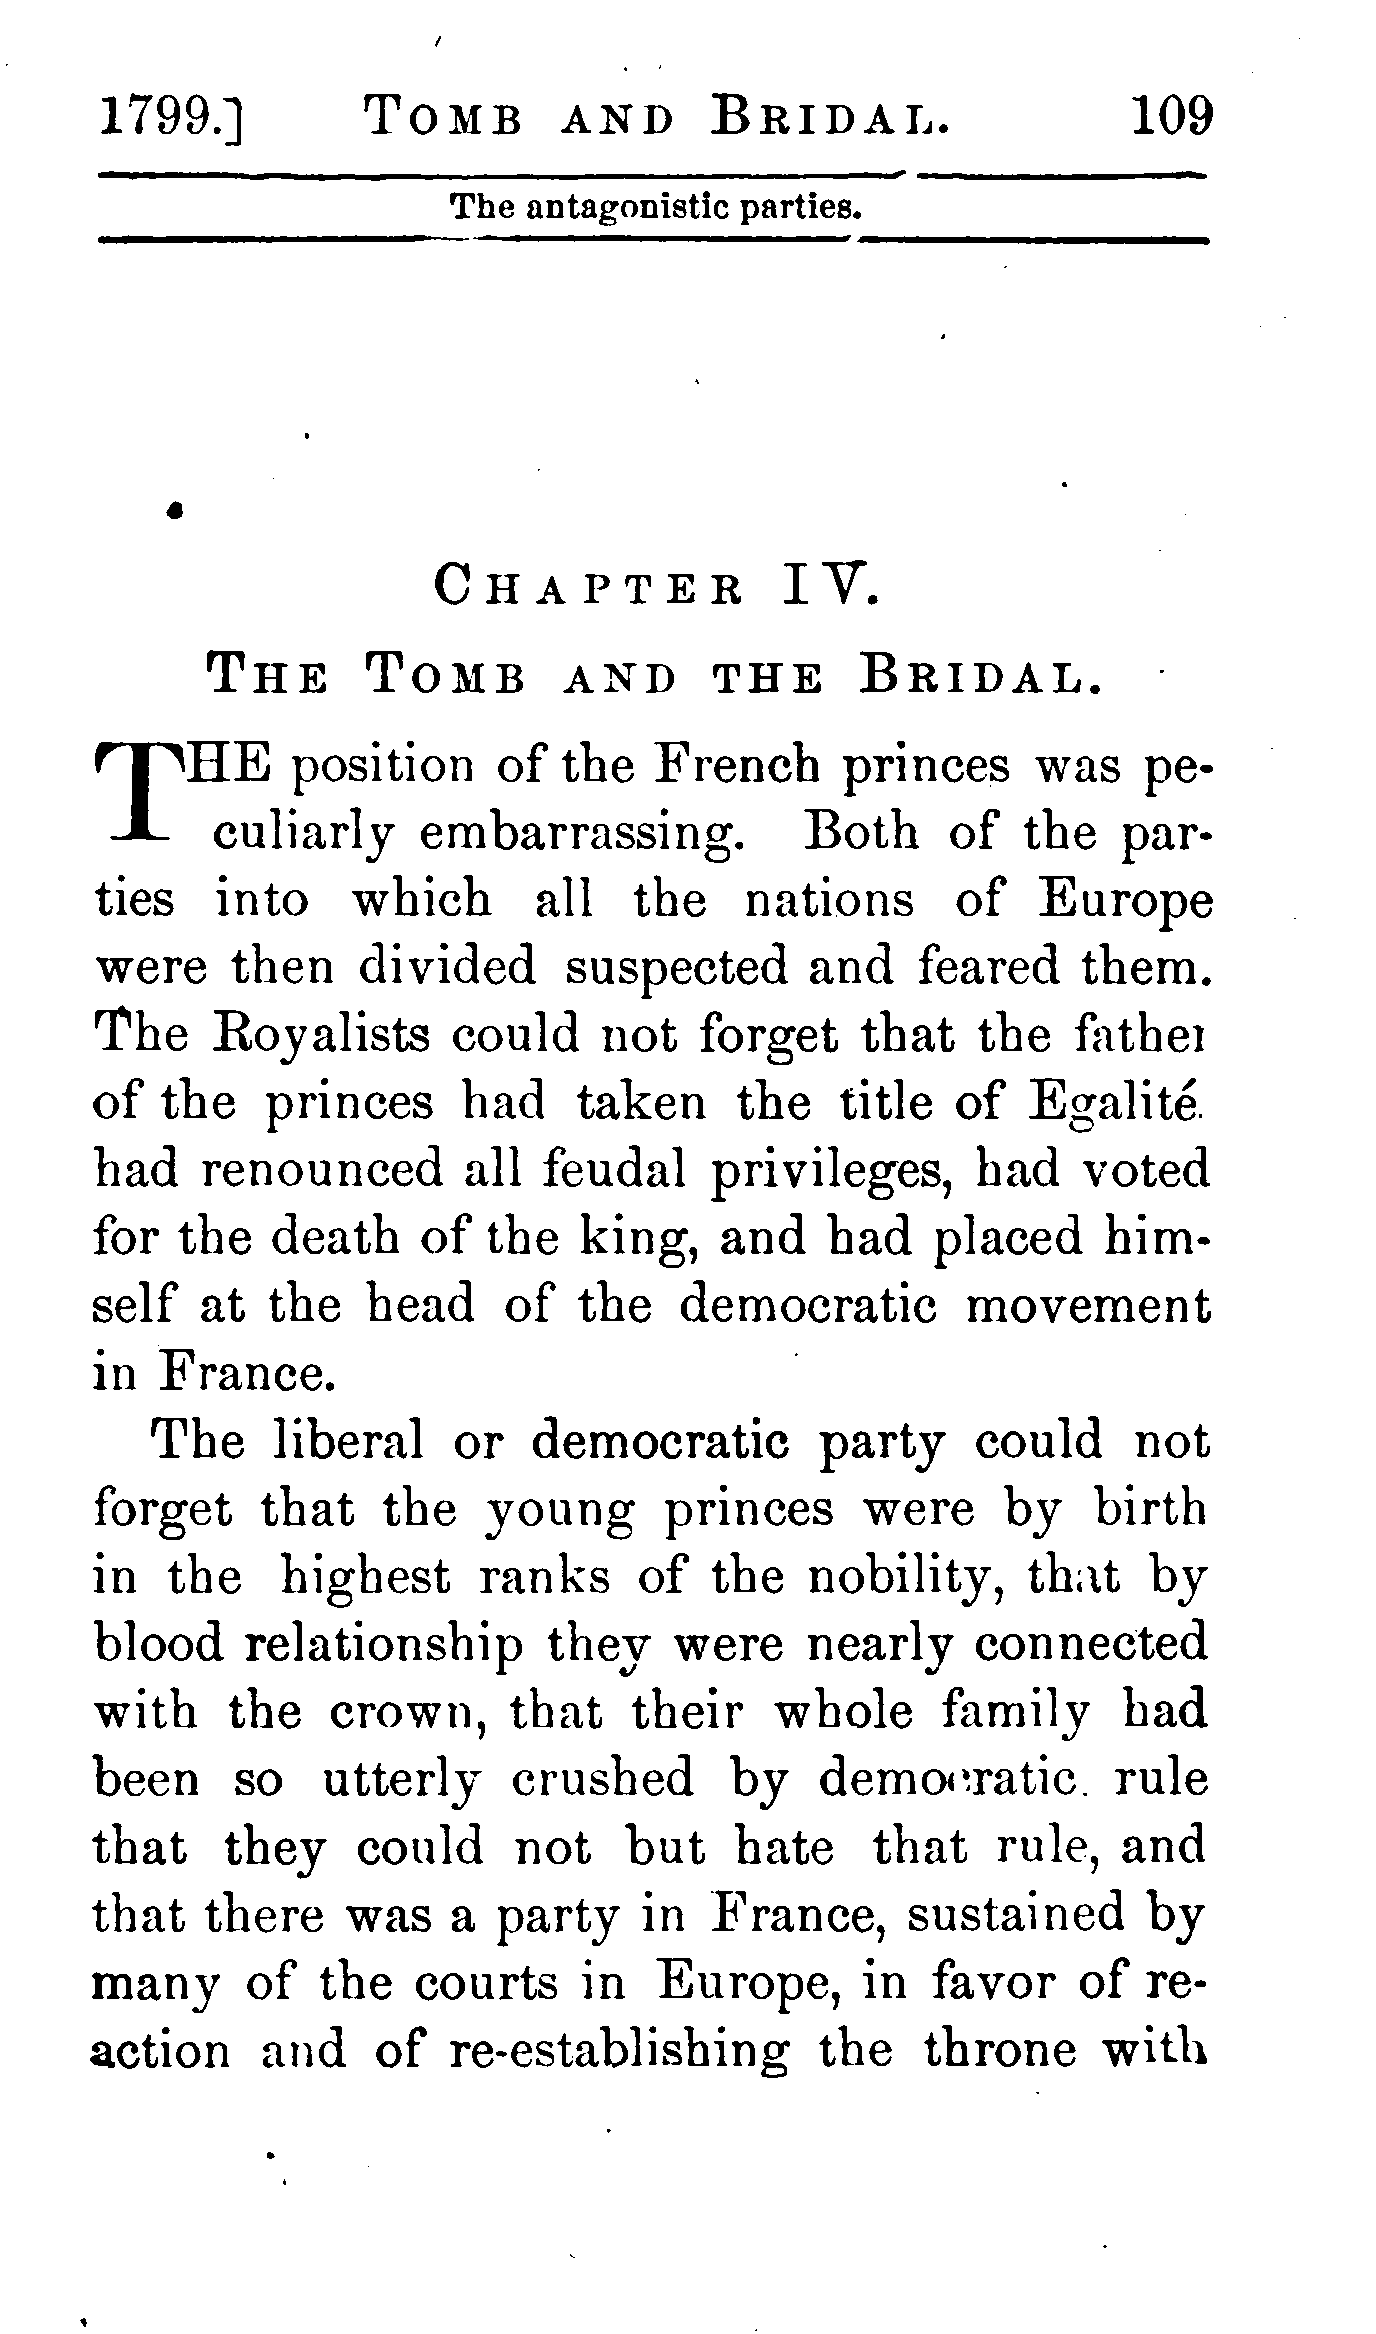 1799.] TOMB AND BRIDAL. 109
The antagonistic parties.
CHAPTER IV.
THE TOMB AND THE BRIDAL.
THE position of the French princes was pe-
culiarly embarrassing. Both of the par-
ties into which all the nations of Europe
were then divided suspected and feared them.
The Royalists could not forget that the father
of the princes had taken the title of Egalité.
had renounced all feudal privileges, had voted
for the death of the king, and had placed him-
self at the head of the democratic movement
in France.
The liberal or democratic party could not
forget that the young princes were by birth
in the highest ranks of the nobility, that by
blood relationship they were nearly connected
with the crown, that their whole family had
been so utterly crushed by democratic. rule
that they could not but hate that rule, and
that there was a party in France, sustained by
many of the courts in Europe, in favor of re-
action and of re-establishing the throne with